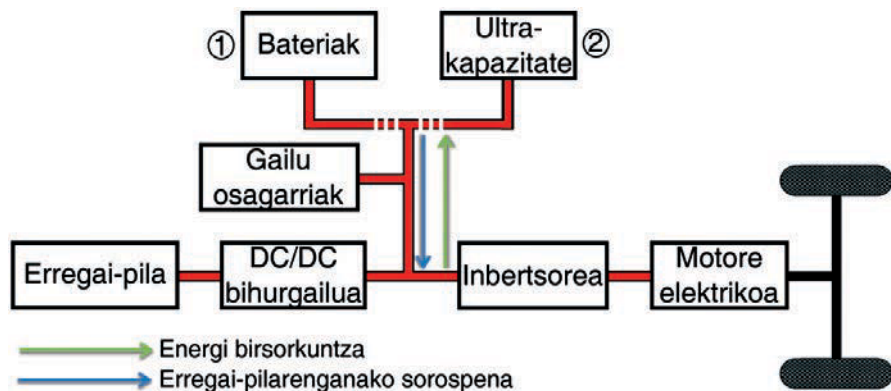 ① Bateriak
Ultra-
kapazitate ②
Gailu
osagarriak
Erregai-pila
DC/DC
bihurgailua
Inbertsorea
Motore
elektrikoa
Energi birsorkuntza
Erregai-pilarenganako sorospena